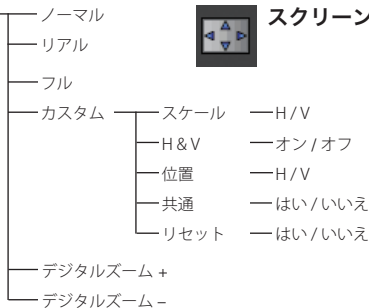 ノーマル
スクリーン
リアル
フル
カスタム スケール H / V
H & V オン / オフ
位置 H / V
共通 はい / いいえ
リセット はい / いいえ
デジタルズーム +
デジタルズーム –